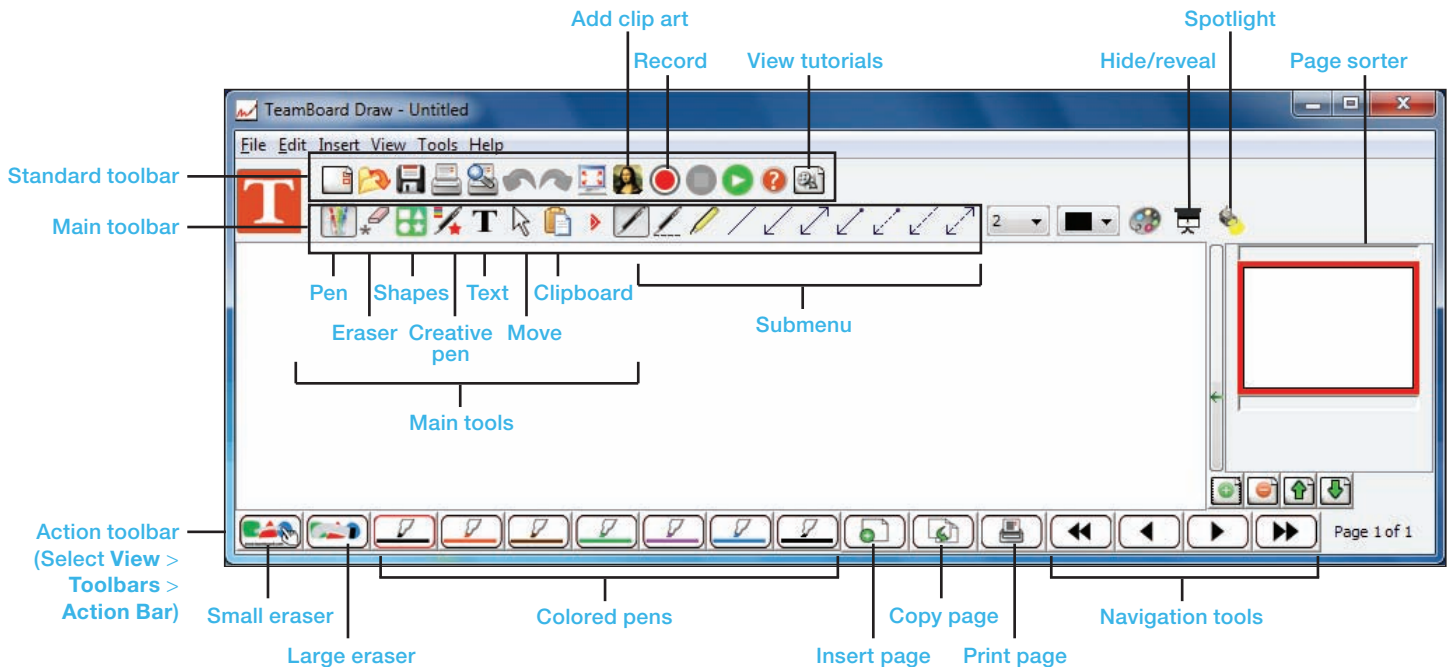 Add clip art
Spotlight
Record
View tutorials
Hide/reveal
Page sorter
TeamBoard Draw - Untitled
File Edit Insert View Tools Help
Standard toolbar
T
Main toolbar
T
2
Pen
Shapes
Text
Clipboard
Eraser
Creative
pen
Move
Submenu
Main tools
Action toolbar
(Select View >
Toolbars >
Action Bar)
Page 1 of 1
Small eraser
Colored pens
Copy page
Navigation tools
Large eraser
Insert page
Print page